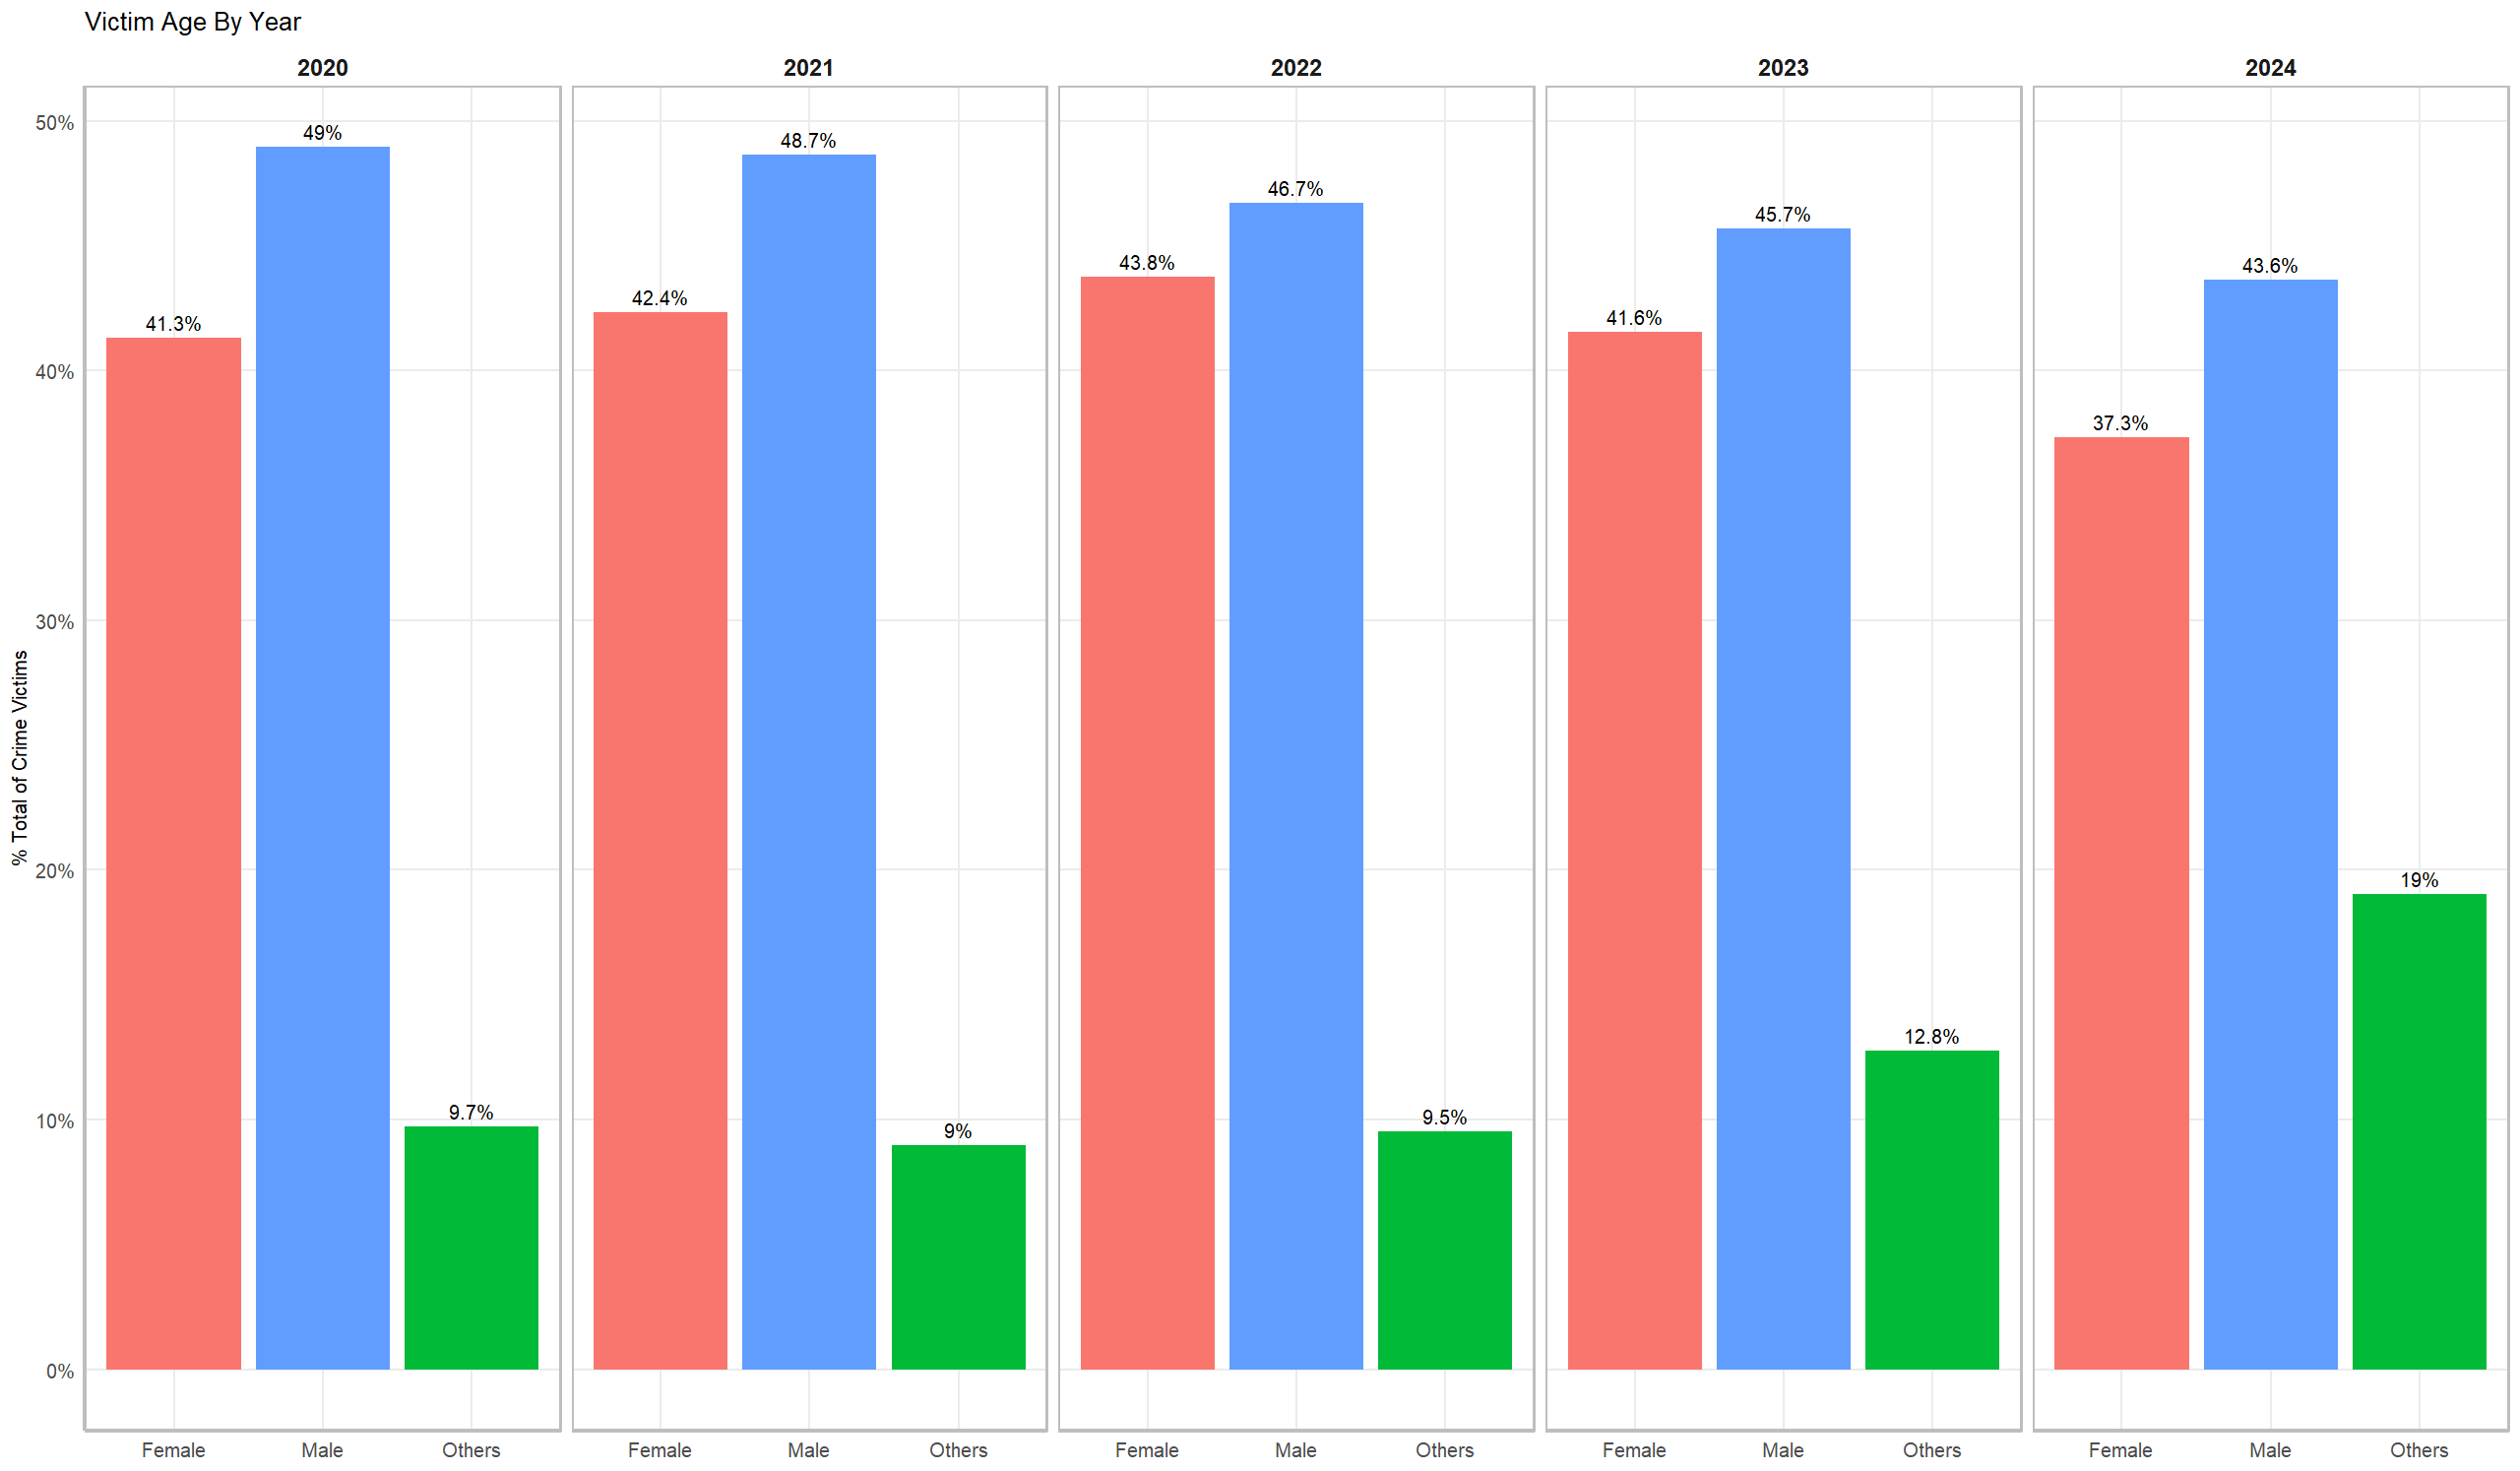 Victim Age By Year
2020 2021 2022 2023 2024
% Total of Crime Victims
50%
40%
30%
20%
10%
0%
41.3% 49% 9.7%
42.4% 48.7% 9%
43.8% 46.7% 9.5%
41.6% 45.7% 12.8%
37.3% 43.6% 19%
Female Male Others Female Male Others Female Male Others Female Male Others Female Male Others